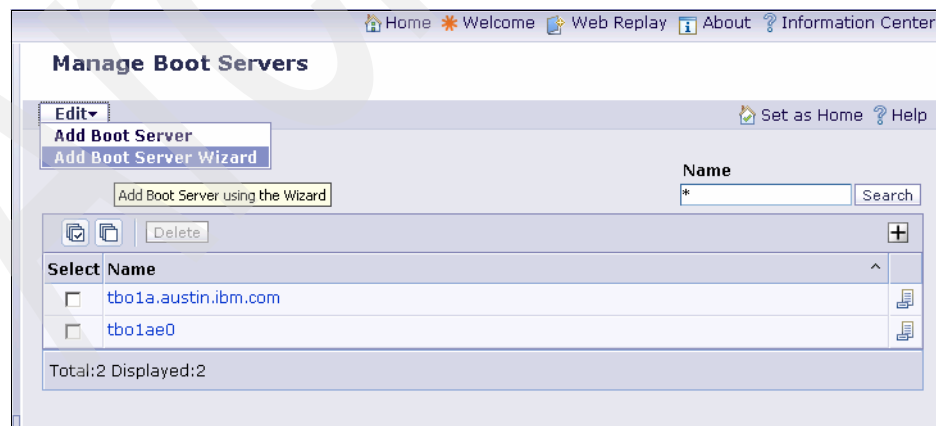 Home Welcome Web Replay About Information Center
Manage Boot Servers
Edit Set as Home Help
Add Boot Server
Add Boot Server Wizard
Add Boot Server using the Wizard
Name
* Search
Delete
Select Name
tbo1a.austin.ibm.com
tbo1ae0
Total:2 Displayed:2